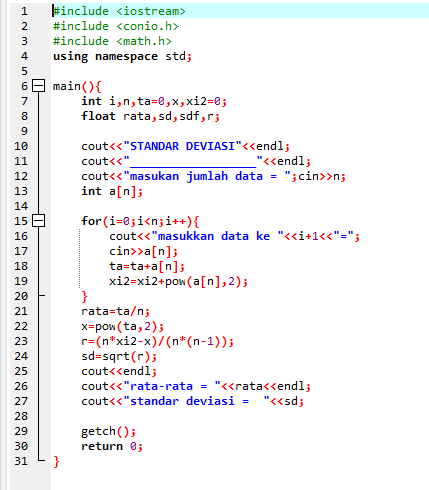 1 #include <iostream>
2 #include <conio.h>
3 #include <math.h>
4 using namespace std;
5
6 main(){
7 int i,n,ta=0,x,xi2=0;
8 float rata,sd,sdf,r;
9
10 cout<<"STANDAR DEVIASI"<<endl;
11 cout<<"__________________"<<endl;
12 cout<<"masukan jumlah data = ";cin>>n;
13 int a[n];
14
15 for(i=0;i<n;i++){
16 cout<<"masukkan data ke "<<i+1<<"=";
17 cin>>a[n];
18 ta=ta+a[n];
19 xi2=xi2+pow(a[n],2);
20 }
21 rata=ta/n;
22 x=pow(ta,2);
23 r=(n*xi2-x)/(n*(n-1));
24 sd=sqrt(r);
25 cout<<endl;
26 cout<<"rata-rata = "<<rata<<endl;
27 cout<<"standar deviasi =  "<<sd;
28
29 getch();
30 return 0;
31 }